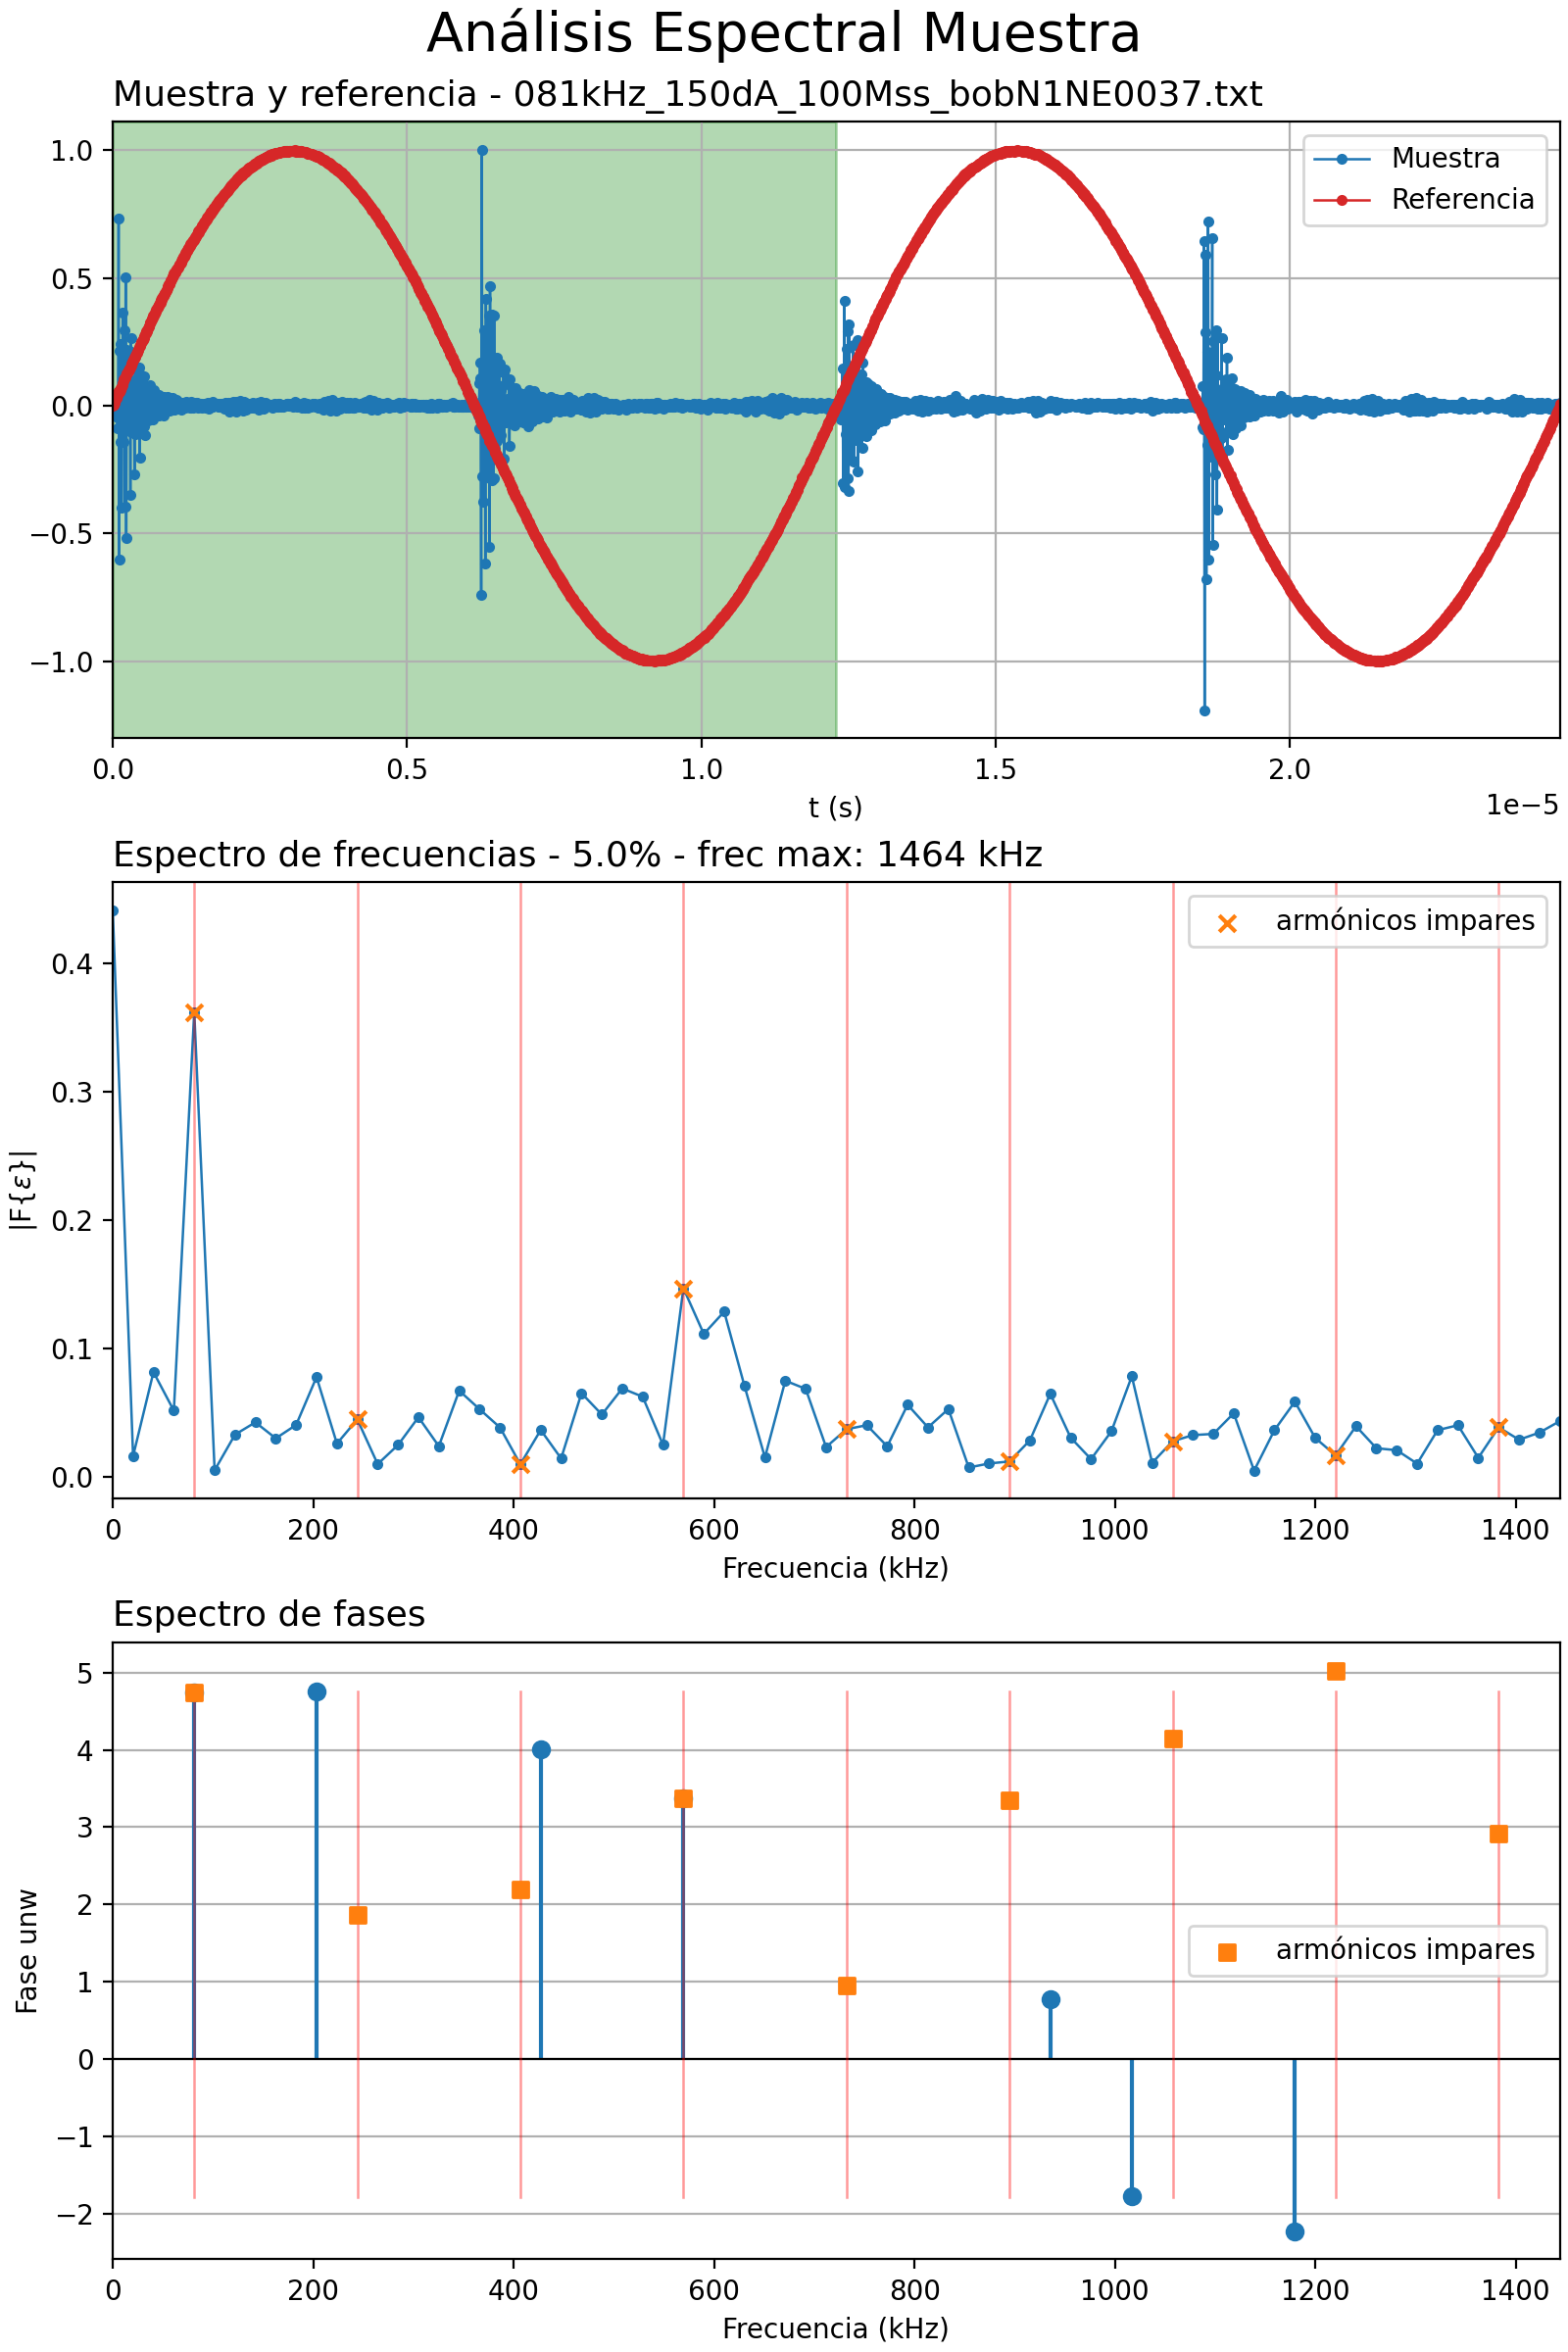 Análisis Espectral Muestra
Muestra y referencia - 081kHz_150dA_100Mss_bobN1NE0037.txt
1.0
0.5
0.0
−0.5
−1.0
Muestra
Referencia
0.0 0.5 1.0 1.5 2.0
t (s)
1e−5
Espectro de frecuencias - 5.0% - frec max: 1464 kHz
|F{ε}|
0.4
0.3
0.2
0.1
0.0
armónicos impares
0 200 400 600 800 1000 1200 1400
Frecuencia (kHz)
Espectro de fases
Fase unw
5
4
3
2
1
0
−1
−2
armónicos impares
0 200 400 600 800 1000 1200 1400
Frecuencia (kHz)